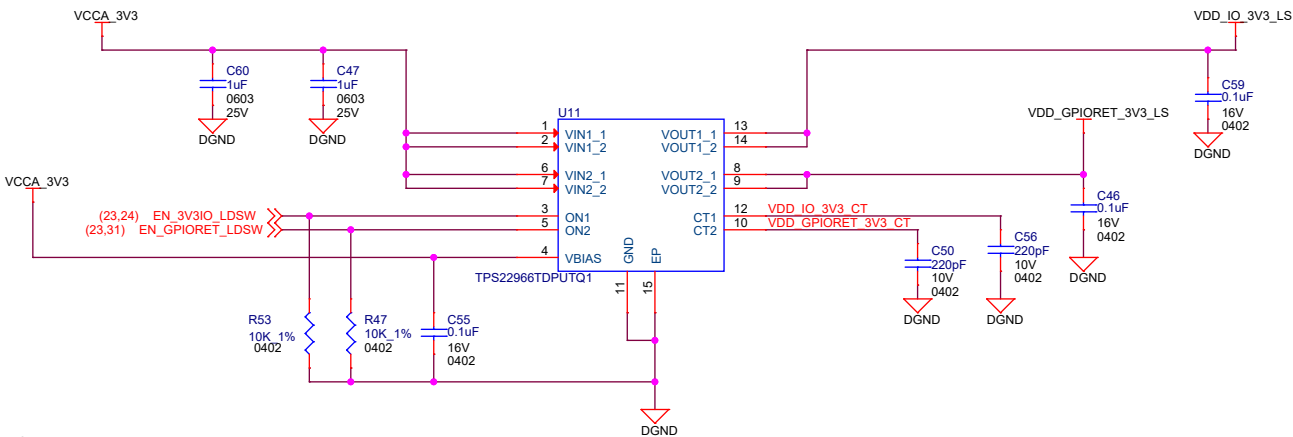 VCCA_3V3
VDD_IO_3V3_LS
C60
1uF
0603
25V
DGND
C47
1uF
0603
25V
DGND
C59
0.1uF
16V
0402
DGND
VDD_GPIORET_3V3_LS
U11
1 VIN1_1 VOUT1_1 13
2 VIN1_2 VOUT1_2 14
6 VIN2_1 VOUT2_1 8
7 VIN2_2 VOUT2_2 9
VCCA_3V3
(23,24) EN_3V3IO_LDSW 3 ON1 CT1 12 VDD_IO_3V3_CT
(23,31) EN_GPIORET_LDSW 5 ON2 CT2 10 VDD_GPIORET_3V3_CT
4 VBIAS GND EP
C46
0.1uF
16V
0402
DGND
TPS22966TDPUTQ1
11 15
C50
220pF
10V
0402
DGND
C56
220pF
10V
0402
DGND
R53
10K_1%
0402
R47
10K_1%
0402
C55
0.1uF
16V
0402
DGND